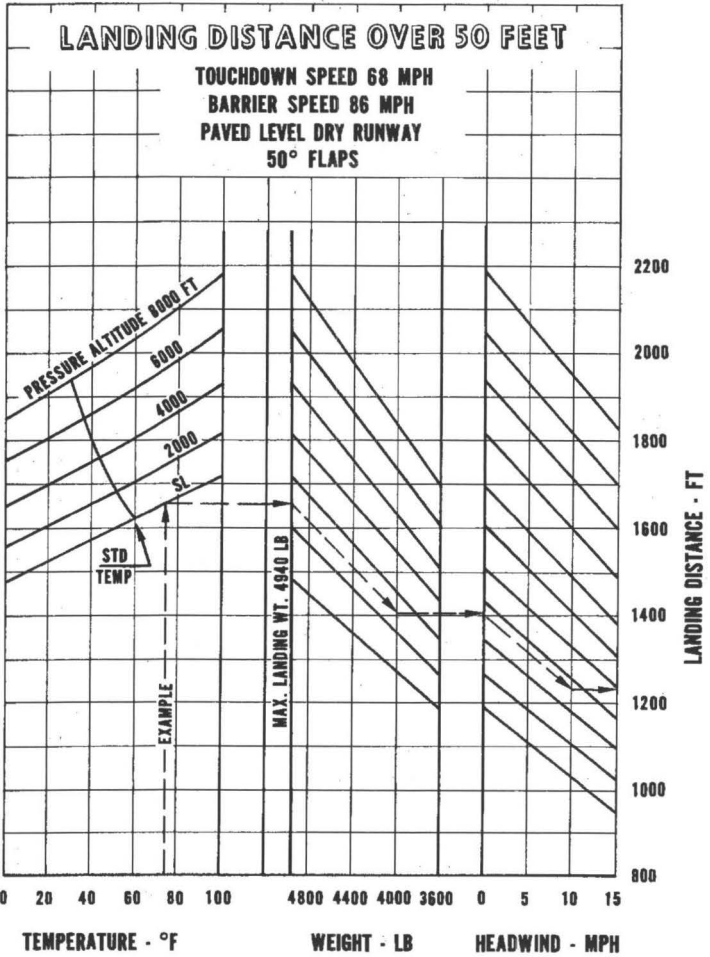 LANDING DISTANCE OVER 50 FEET
TOUCHDOWN SPEED 68 MPH
BARRIER SPEED 86 MPH
PAVED LEVEL DRY RUNWAY
50° FLAPS
PRESSURE ALTITUDE 8000 FT
6000
4000
2000
SL
STD
TEMP
EXAMPLE
MAX. LANDING WT. 4940 LB
2200
2000
1800
1600
1400
1200
1000
800
LANDING DISTANCE - FT
0 20 40 60 80 100 4800 4400 4000 3600 0 5 10 15
TEMPERATURE - °F WEIGHT - LB HEADWIND - MPH